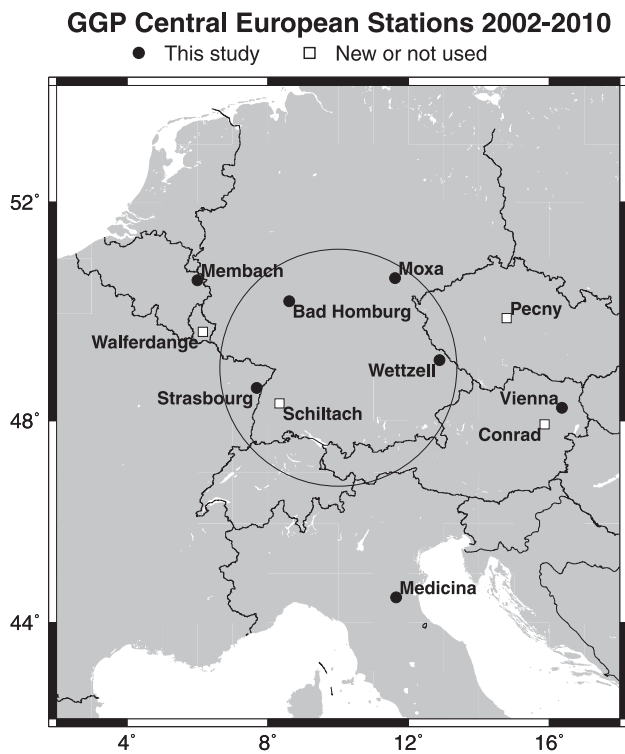 GGP Central European Stations 2002-2010
This study New or not used
52°
Membach
Moxa
Bad Homburg
Pecny
Walferdange
Wettzell
Strasbourg
Vienna
48°
Schiltach
Conrad
Medicina
44°
4° 8° 12° 16°